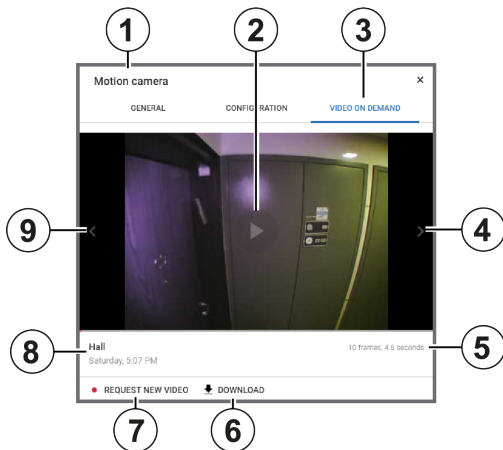 1 2 3
Motion camera ×
GENERAL CONFIGURATION VIDEO ON DEMAND
9 4
Hall 10 frames, 4.6 seconds
8 5
Saturday, 5:07 PM
REQUEST NEW VIDEO DOWNLOAD
7 6